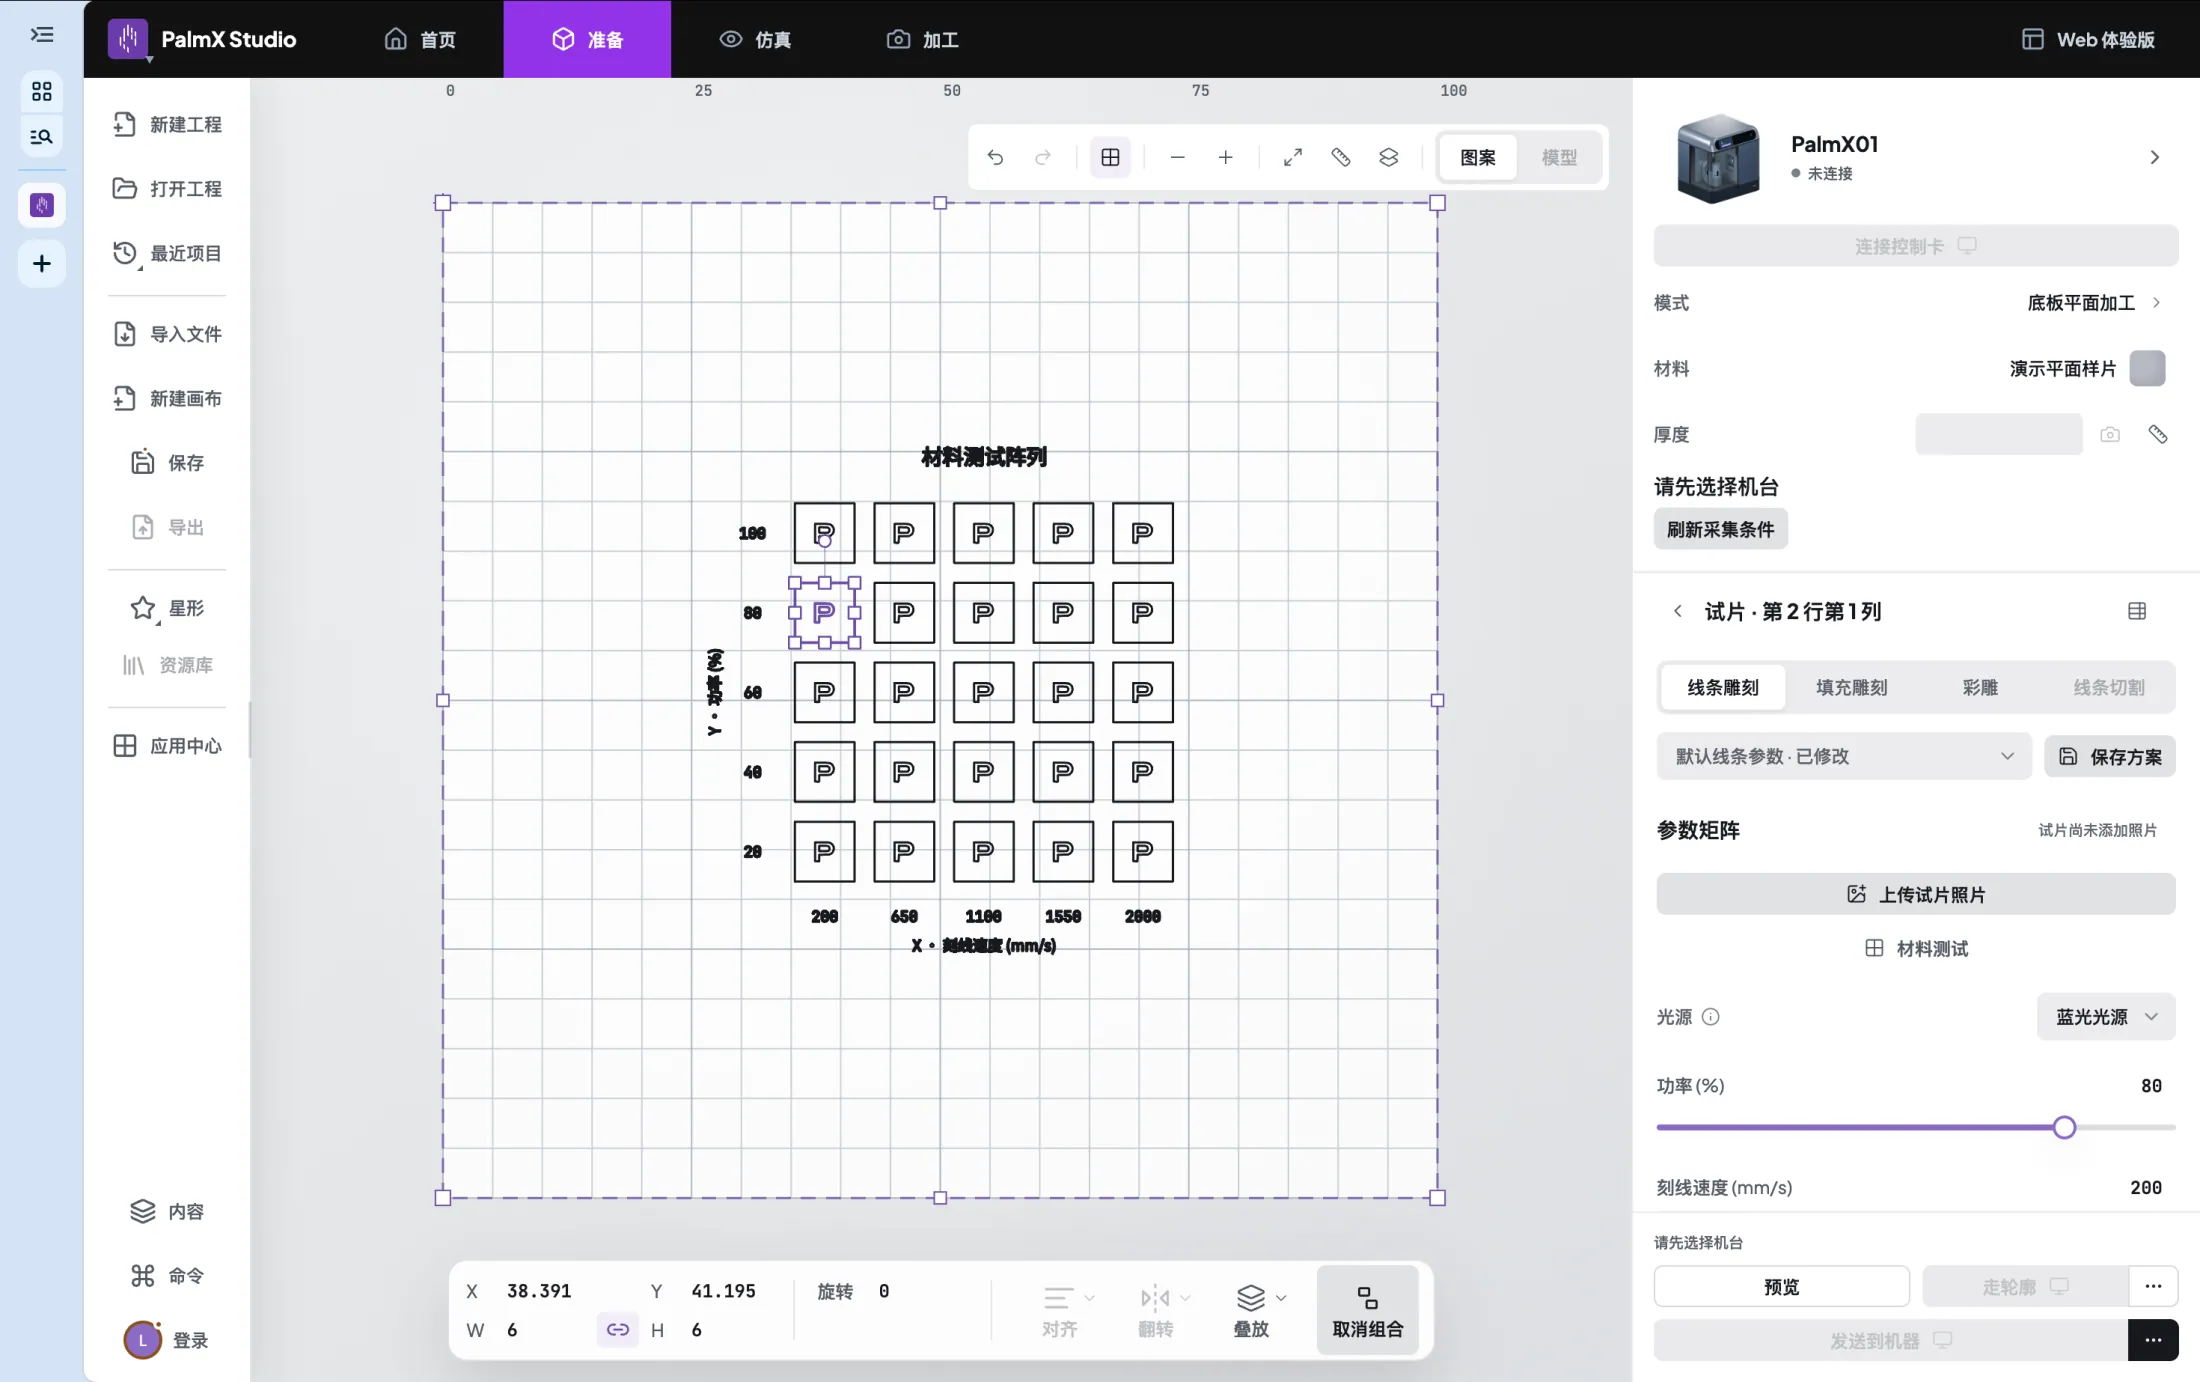 PalmX Studio
首页
准备
仿真
加工
Web 体验版
新建工程
打开工程
最近项目
导入文件
新建画布
保存
导出
星形
资源库
应用中心
内容
命令
L
登录
0
25
50
75
100
图案
模型
材料测试阵列
100
P P P P P
80
P P P P P
60
P P P P P
40
P P P P P
20
P P P P P
Y · 功率 (%)
200
650
1100
1550
2000
X · 刻线速度 (mm/s)
X 38.391
Y 41.195
旋转 0
W 6
H 6
对齐
翻转
叠放
取消组合
PalmX01
未连接
连接控制卡
模式
底板平面加工
材料
演示平面样片
厚度
请先选择机台
刷新采集条件
试片 · 第 2 行第 1 列
线条雕刻
填充雕刻
彩雕
线条切割
默认线条参数 · 已修改
保存方案
参数矩阵
试片尚未添加照片
上传试片照片
材料测试
光源
蓝光光源
功率 (%)
80
刻线速度 (mm/s)
200
请先选择机台
预览
走轮廓
发送到机器